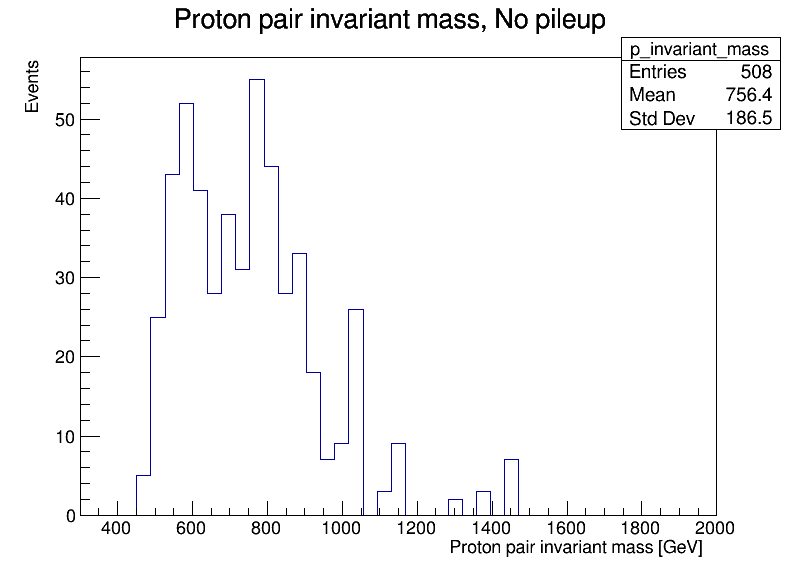 Proton pair invariant mass, No pileup
p_invariant_mass
Entries 508
Mean 756.4
Std Dev 186.5
Events
50
40
30
20
10
0
400 600 800 1000 1200 1400 1600 1800 2000
Proton pair invariant mass [GeV]